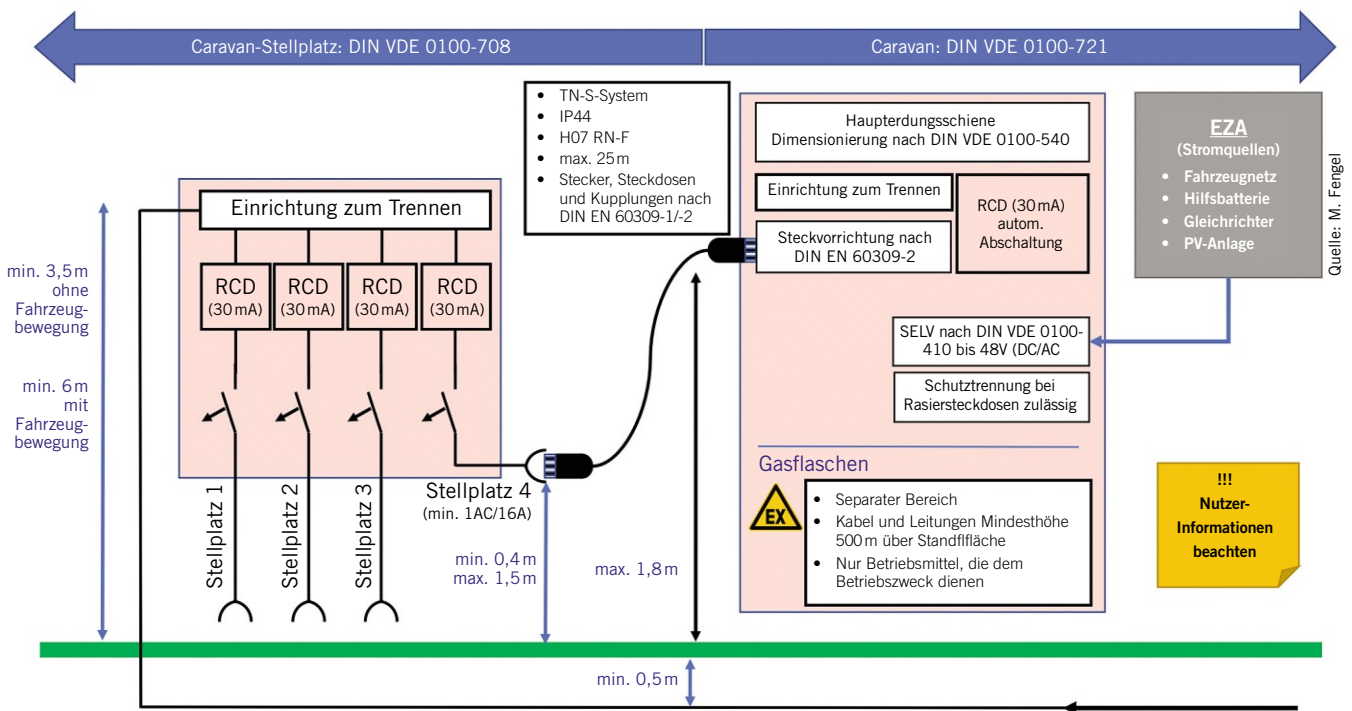 Caravan-Stellplatz: DIN VDE 0100-708
Caravan: DIN VDE 0100-721
• TN-S-System
• IP44
• H07 RN-F
• max. 25 m
• Stecker, Steckdosen
und Kupplungen nach
DIN EN 60309-1/-2
Haupterdungsschiene
Dimensionierung nach DIN VDE 0100-540
Einrichtung zum Trennen
RCD (30 mA)
autom.
Abschaltung
Steckvorrichtung nach
DIN EN 60309-2
EZA
(Stromquellen)
• Fahrzeugnetz
• Hilfsbatterie
• Gleichrichter
• PV-Anlage
Quelle: M. Fengel
min. 3,5 m
ohne
Fahrzeug-
bewegung
min. 6 m
mit
Fahrzeug-
bewegung
Einrichtung zum Trennen
RCD
(30 mA)
RCD
(30 mA)
RCD
(30 mA)
RCD
(30 mA)
Stellplatz 1
Stellplatz 2
Stellplatz 3
Stellplatz 4
(min. 1AC/16A)
min. 0,4 m
max. 1,5 m
max. 1,8 m
SELV nach DIN VDE 0100-
410 bis 48V (DC/AC
Schutztrennung bei
Rasiersteckdosen zulässig
Gasflaschen
EX
• Separater Bereich
• Kabel und Leitungen Mindesthöhe
500 m über Standflfläche
• Nur Betriebsmittel, die dem
Betriebszweck dienen
!!!
Nutzer-
Informationen
beachten
min. 0,5 m